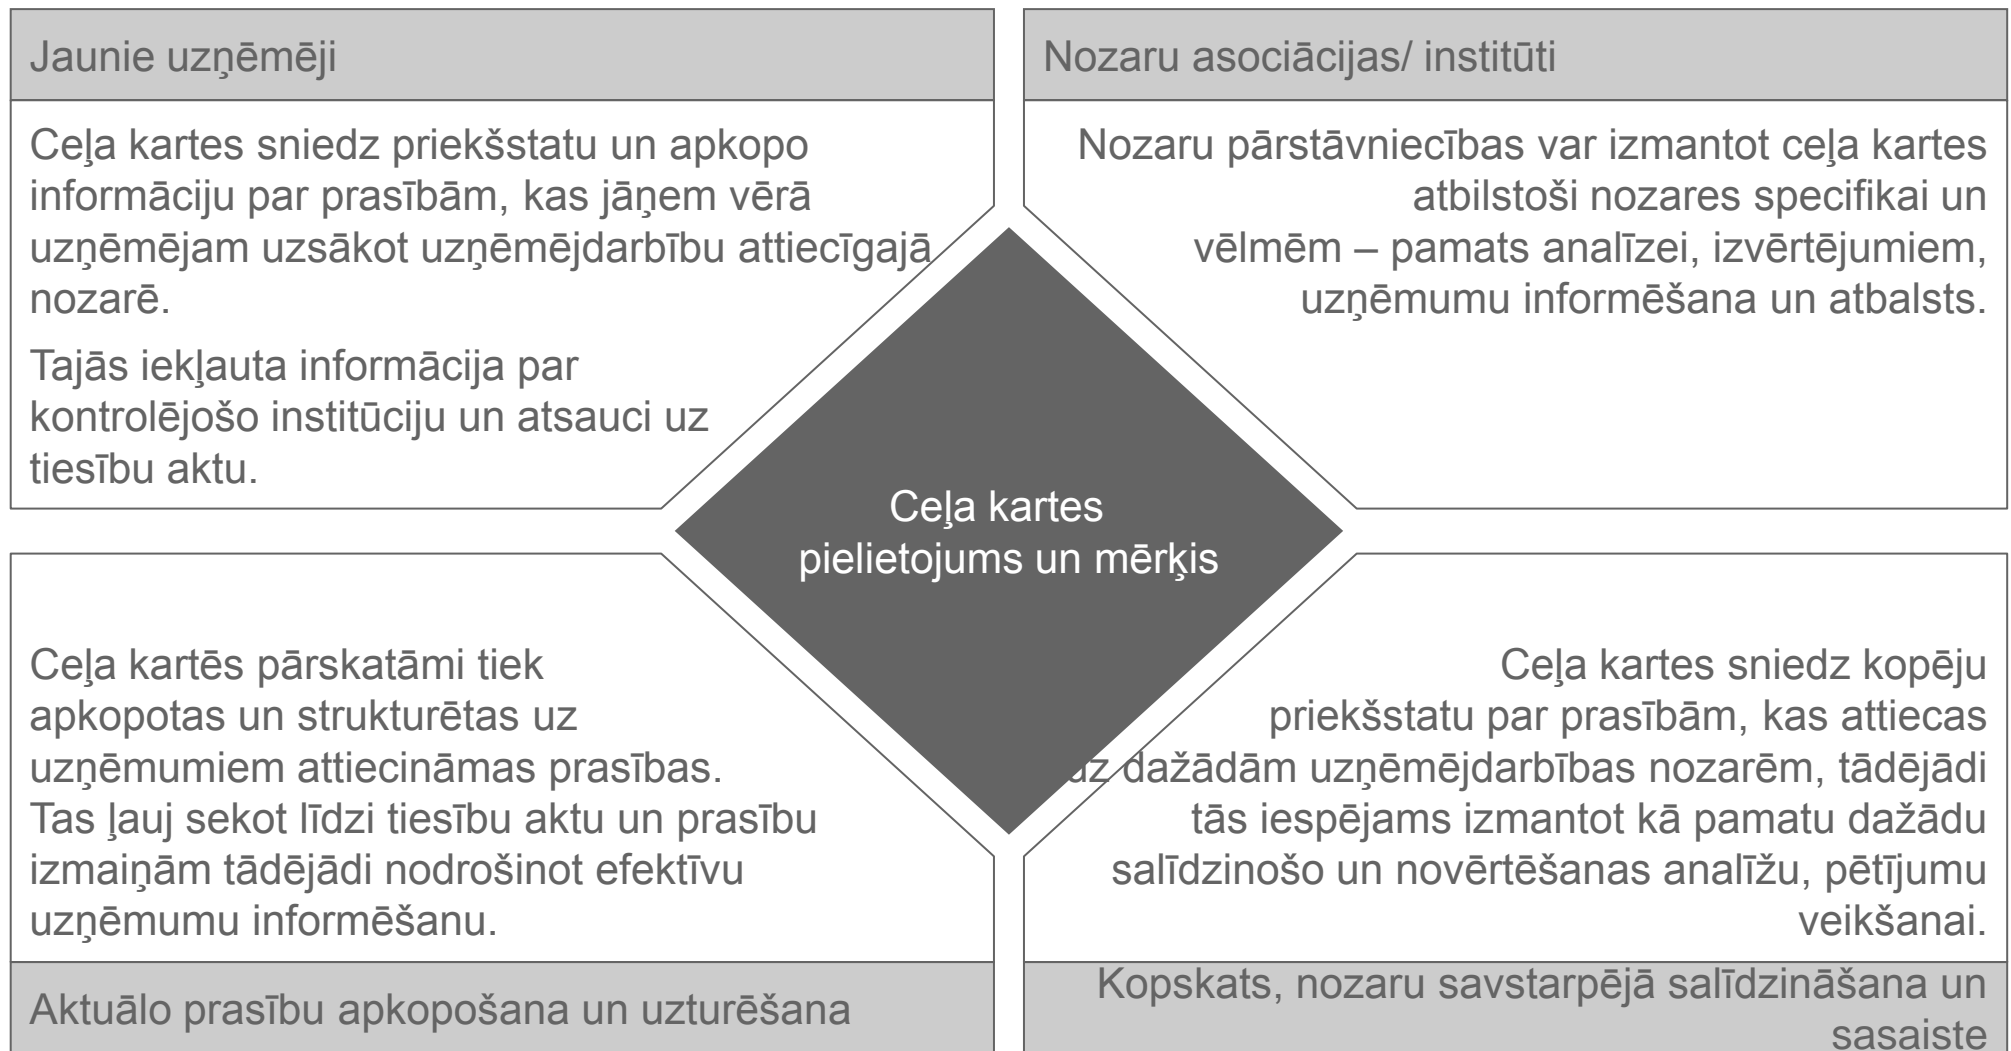 Jaunie uzņēmēji
Ceļa kartes sniedz priekšstatu un apkopo
informāciju par prasībām, kas jāņem vērā
uzņēmējam uzsākot uzņēmējdarbību attiecīgajā
nozarē.
Tajās iekļauta informācija par
kontrolējošo institūciju un atsauci uz
tiesību aktu.
Nozaru asociācijas/ institūti
Nozaru pārstāvniecības var izmantot ceļa kartes
atbilstoši nozares specifikai un
vēlmēm – pamats analīzei, izvērtējumiem,
uzņēmumu informēšana un atbalsts.
Ceļa kartes
pielietojums un mērķis
Ceļa kartēs pārskatāmi tiek
apkopotas un strukturētas uz
uzņēmumiem attiecināmas prasības.
Tas ļauj sekot līdzi tiesību aktu un prasību
izmaiņām tādējādi nodrošinot efektīvu
uzņēmumu informēšanu.
Aktuālo prasību apkopošana un uzturēšana
Ceļa kartes sniedz kopēju
priekšstatu par prasībām, kas attiecas
uz dažādām uzņēmējdarbības nozarēm, tādējādi
tās iespējams izmantot kā pamatu dažādu
salīdzinošo un novērtēšanas analīžu, pētījumu
veikšanai.
Kopskats, nozaru savstarpējā salīdzināšana un
sasaiste